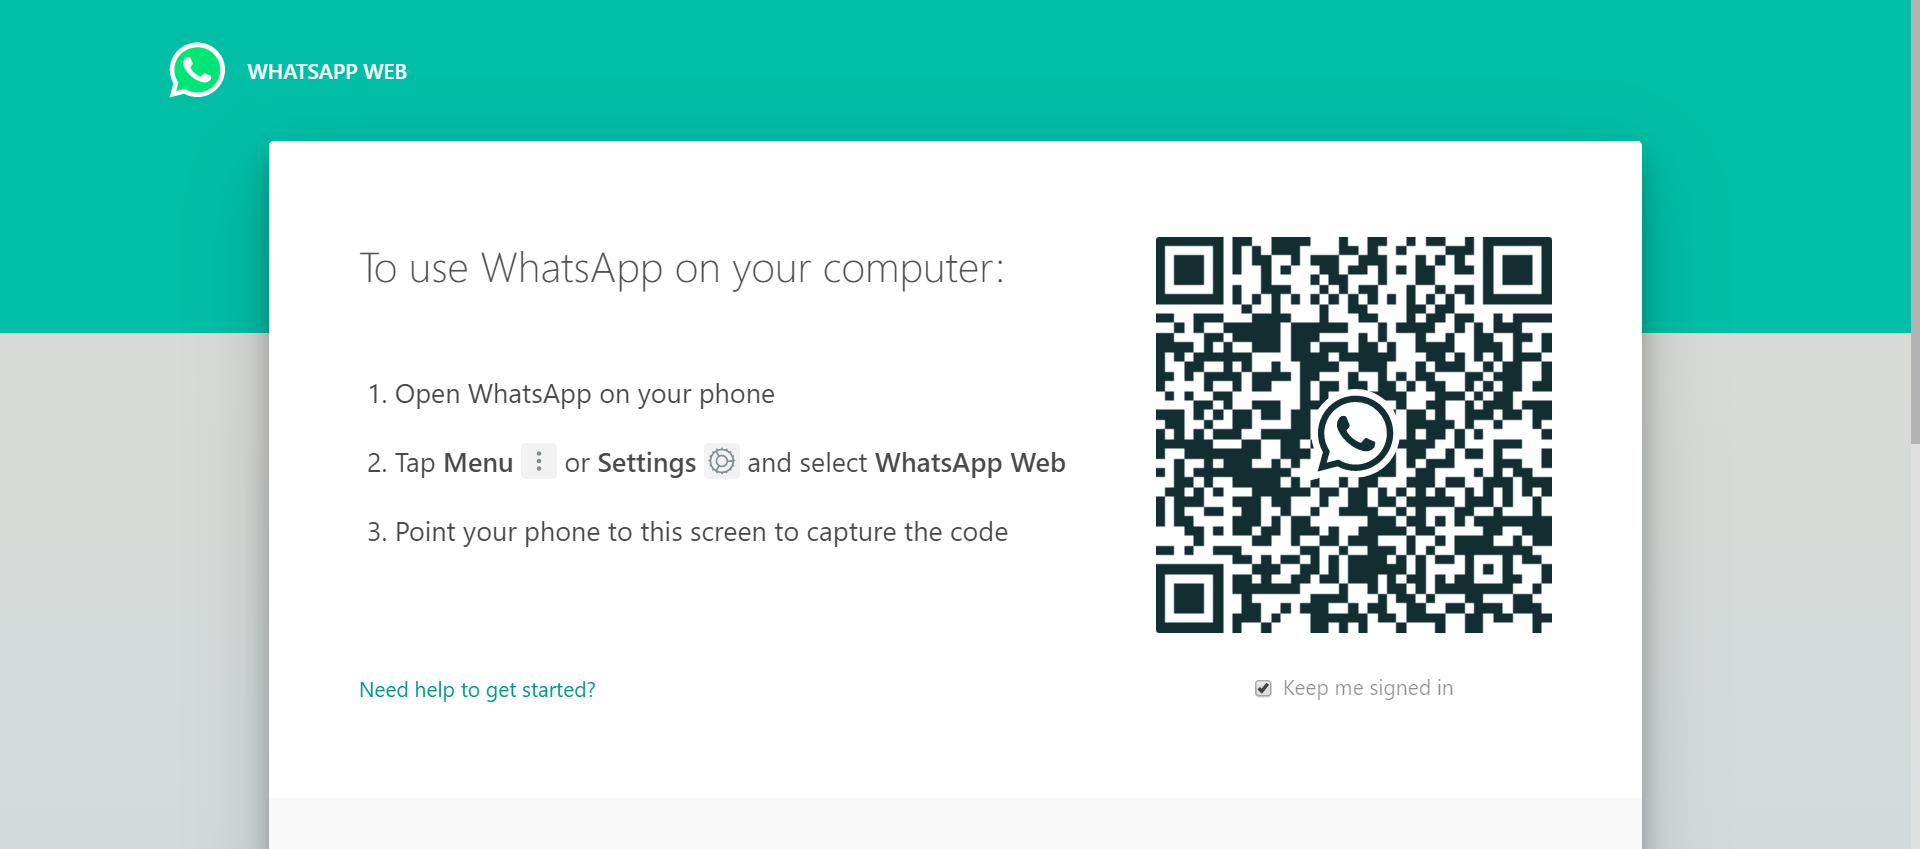 WHATSAPP WEB
To use WhatsApp on your computer:
1. Open WhatsApp on your phone
2. Tap Menu or Settings and select WhatsApp Web
3. Point your phone to this screen to capture the code
Need help to get started?
Keep me signed in